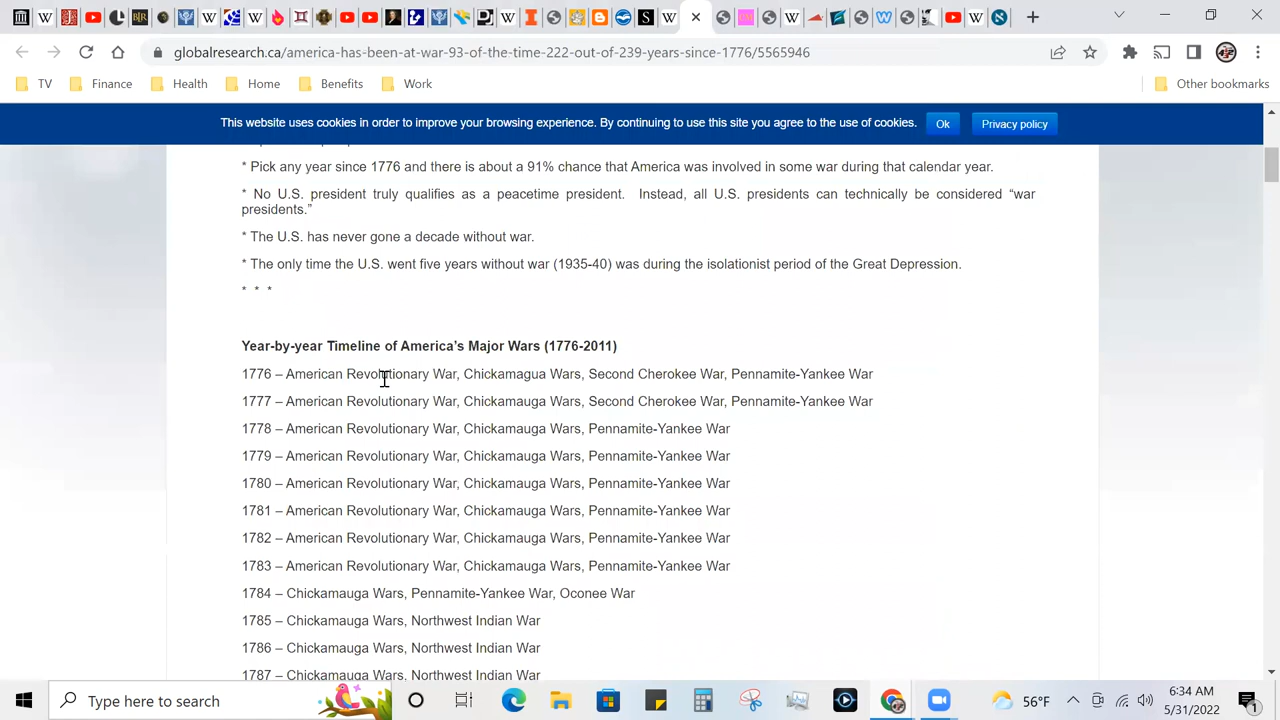 globalresearch.ca/america-has-been-at-war-93-of-the-time-222-out-of-239-years-since-1776/5565946
TV Finance Health Home Benefits Work Other bookmarks
This website uses cookies in order to improve your browsing experience. By continuing to use this site you agree to the use of cookies. Ok Privacy policy
* Pick any year since 1776 and there is about a 91% chance that America was involved in some war during that calendar year.
* No U.S. president truly qualifies as a peacetime president. Instead, all U.S. presidents can technically be considered “war
presidents.”
* The U.S. has never gone a decade without war.
* The only time the U.S. went five years without war (1935-40) was during the isolationist period of the Great Depression.
* * *
Year-by-year Timeline of America’s Major Wars (1776-2011)
1776 – American Revolutionary War, Chickamagua Wars, Second Cherokee War, Pennamite-Yankee War
1777 – American Revolutionary War, Chickamauga Wars, Second Cherokee War, Pennamite-Yankee War
1778 – American Revolutionary War, Chickamauga Wars, Pennamite-Yankee War
1779 – American Revolutionary War, Chickamauga Wars, Pennamite-Yankee War
1780 – American Revolutionary War, Chickamauga Wars, Pennamite-Yankee War
1781 – American Revolutionary War, Chickamauga Wars, Pennamite-Yankee War
1782 – American Revolutionary War, Chickamauga Wars, Pennamite-Yankee War
1783 – American Revolutionary War, Chickamauga Wars, Pennamite-Yankee War
1784 – Chickamauga Wars, Pennamite-Yankee War, Oconee War
1785 – Chickamauga Wars, Northwest Indian War
1786 – Chickamauga Wars, Northwest Indian War
1787 – Chickamauga Wars, Northwest Indian War
Type here to search
56°F
6:34 AM
5/31/2022